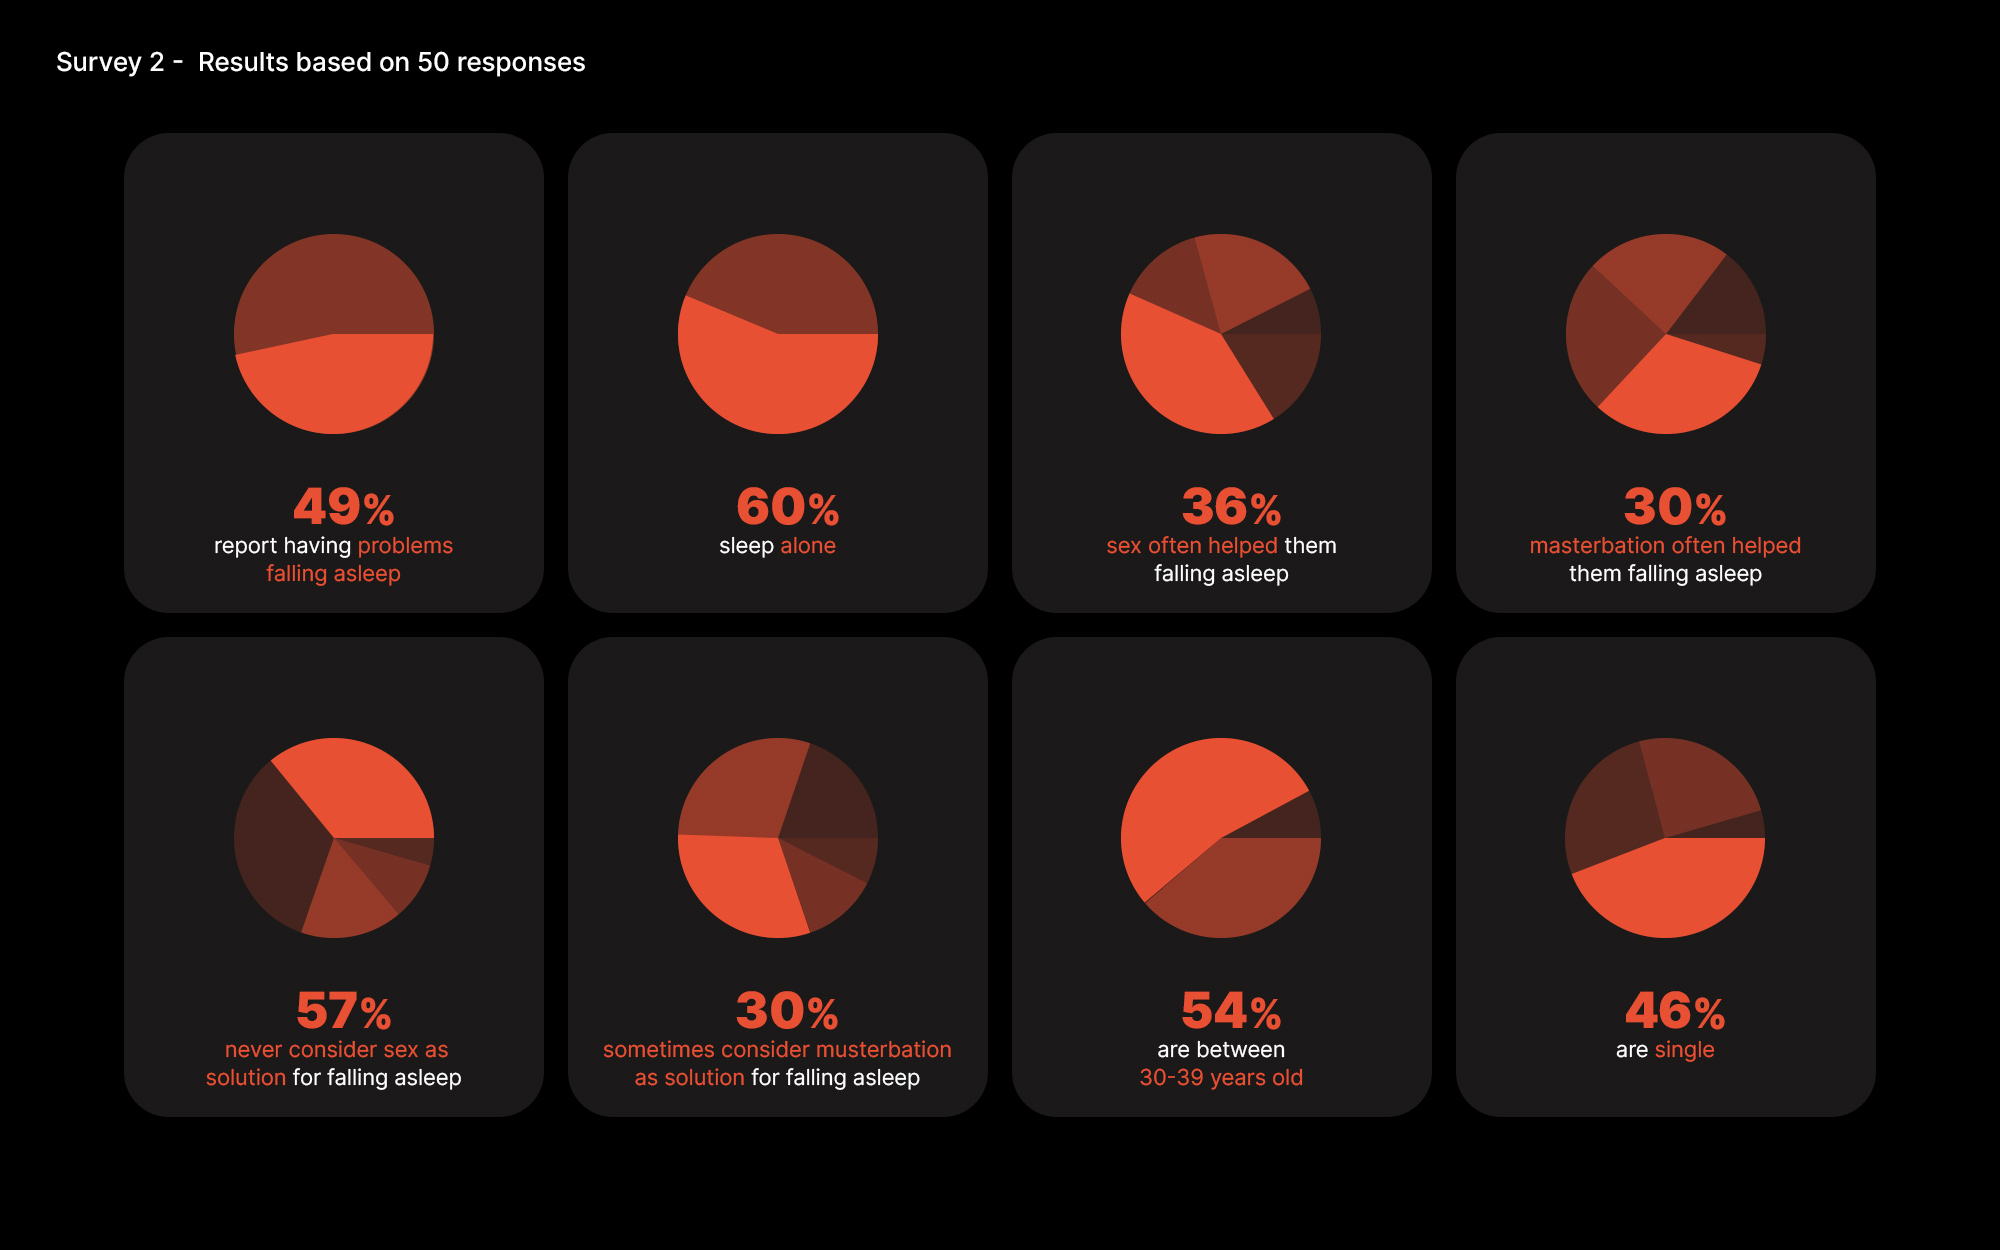 Survey 2 -  Results based on 50 responses
49%
report having problems
falling asleep
60%
sleep alone
36%
sex often helped them
falling asleep
30%
masterbation often helped
them falling asleep
57%
never consider sex as
solution for falling asleep
30%
sometimes consider musterbation
as solution for falling asleep
54%
are between
30-39 years old
46%
are single